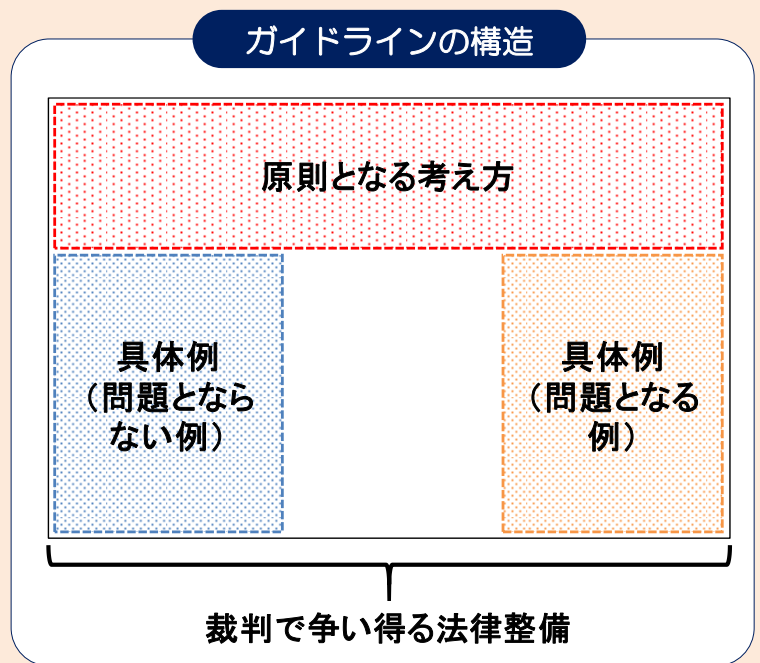 ガイドラインの構造
原則となる考え方
具体例
（問題となら
ない例）
具体例
（問題となる
例）
裁判で争い得る法律整備